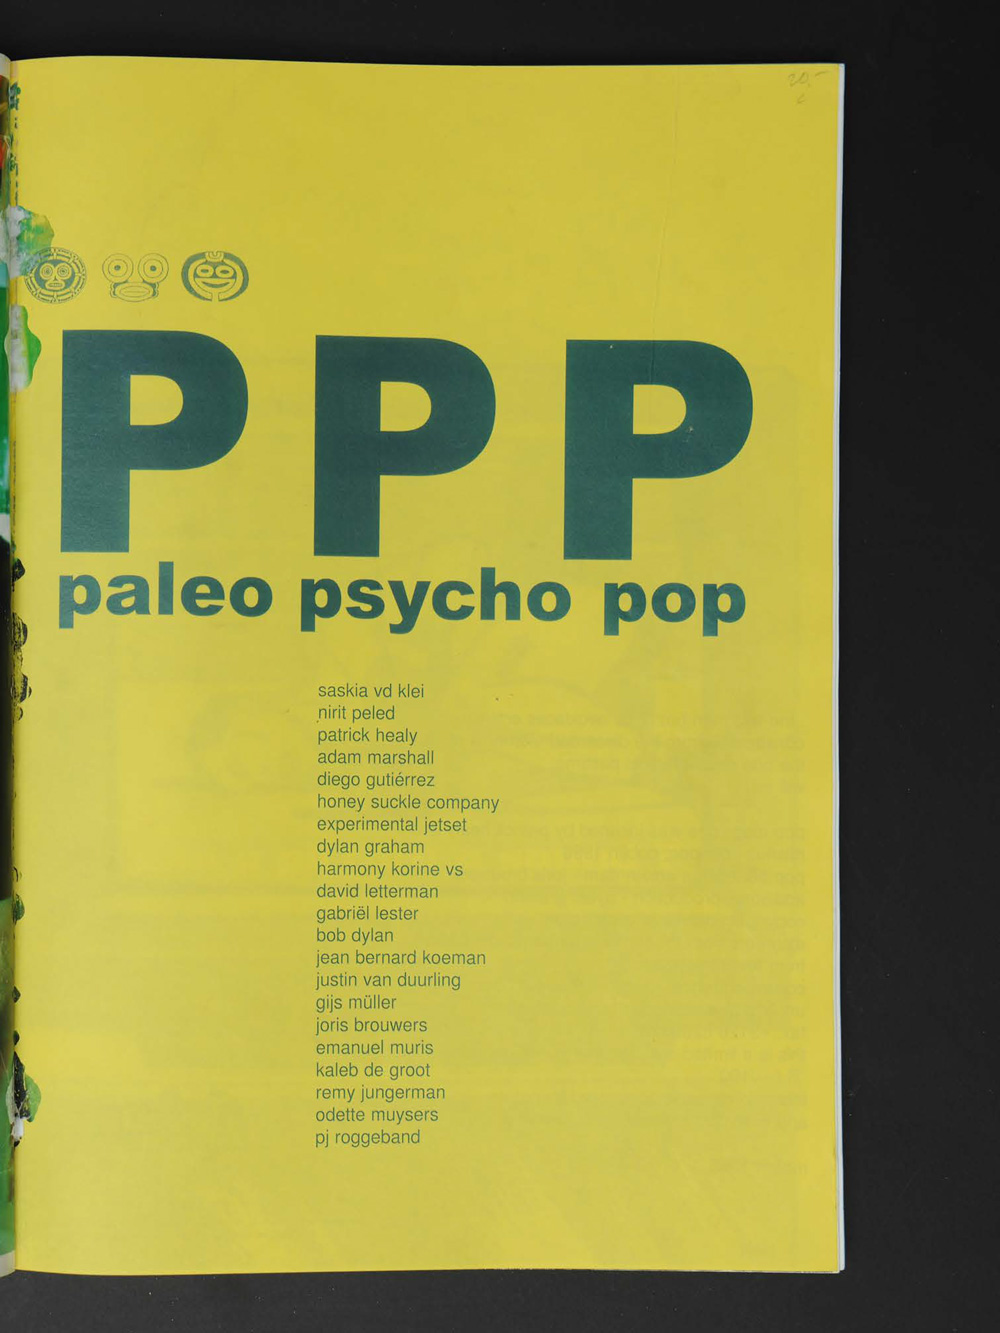 20,-
P P P
paleo psycho pop
saskia vd klei
nirit peled
patrick healy
adam marshall
diego gutiérrez
honey suckle company
experimental jetset
dylan graham
harmony korine vs
david letterman
gabriël lester
bob dylan
jean bernard koeman
justin van duurling
gijs müller
joris brouwers
emanuel muris
kaleb de groot
remy jungerman
odette muysers
pj roggeband